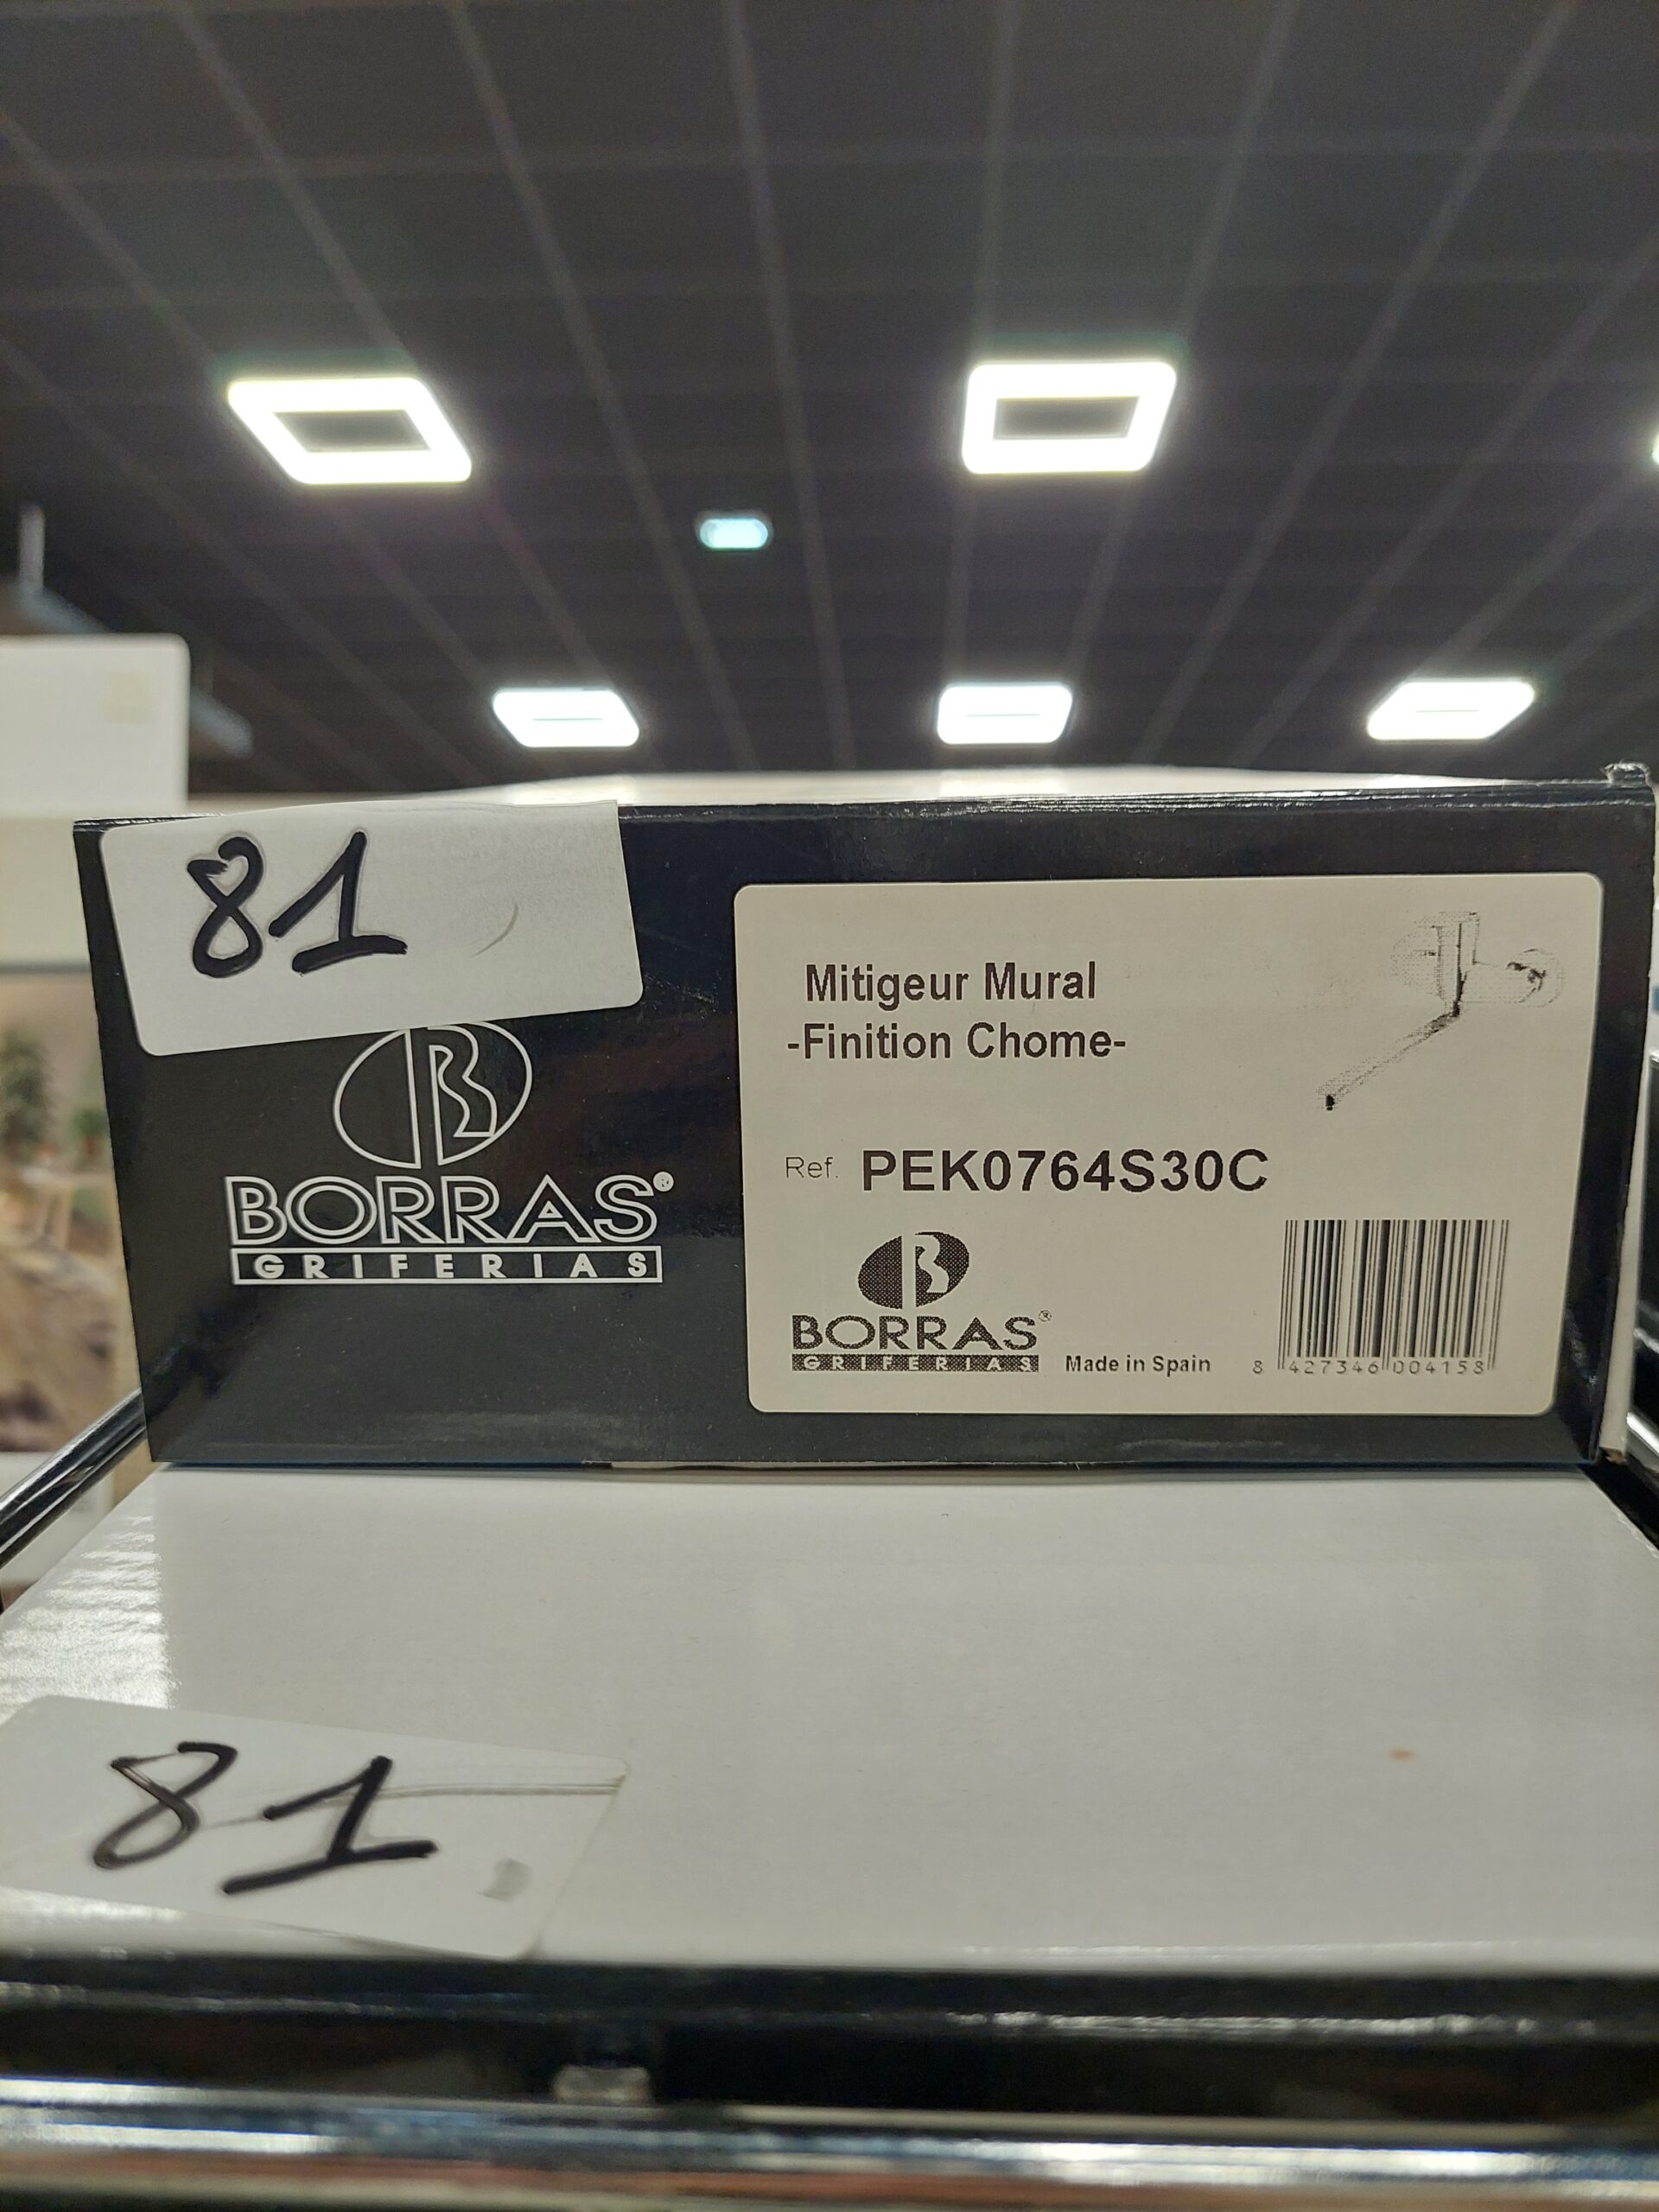 81
BORRAS®
GRIFERIAS
Mitigeur Mural
-Finition Chome-
Ref. PEK0764S30C
BORRAS®
GRIFERIAS
Made in Spain
8 427346 004158
81